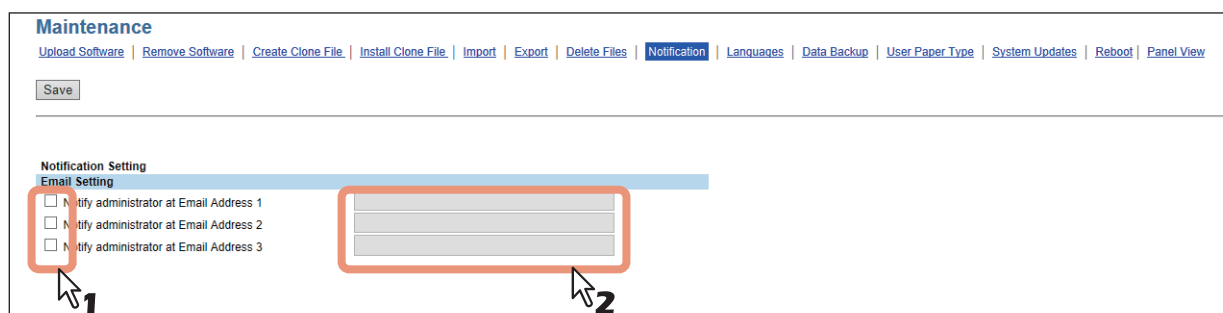 Maintenance
Upload Software | Remove Software | Create Clone File | Install Clone File | Import | Export | Delete Files | Notification | Languages | Data Backup | User Paper Type | System Updates | Reboot | Panel View
Save
Notification Setting
Email Setting
Notify administrator at Email Address 1
Notify administrator at Email Address 2
Notify administrator at Email Address 3
1 2